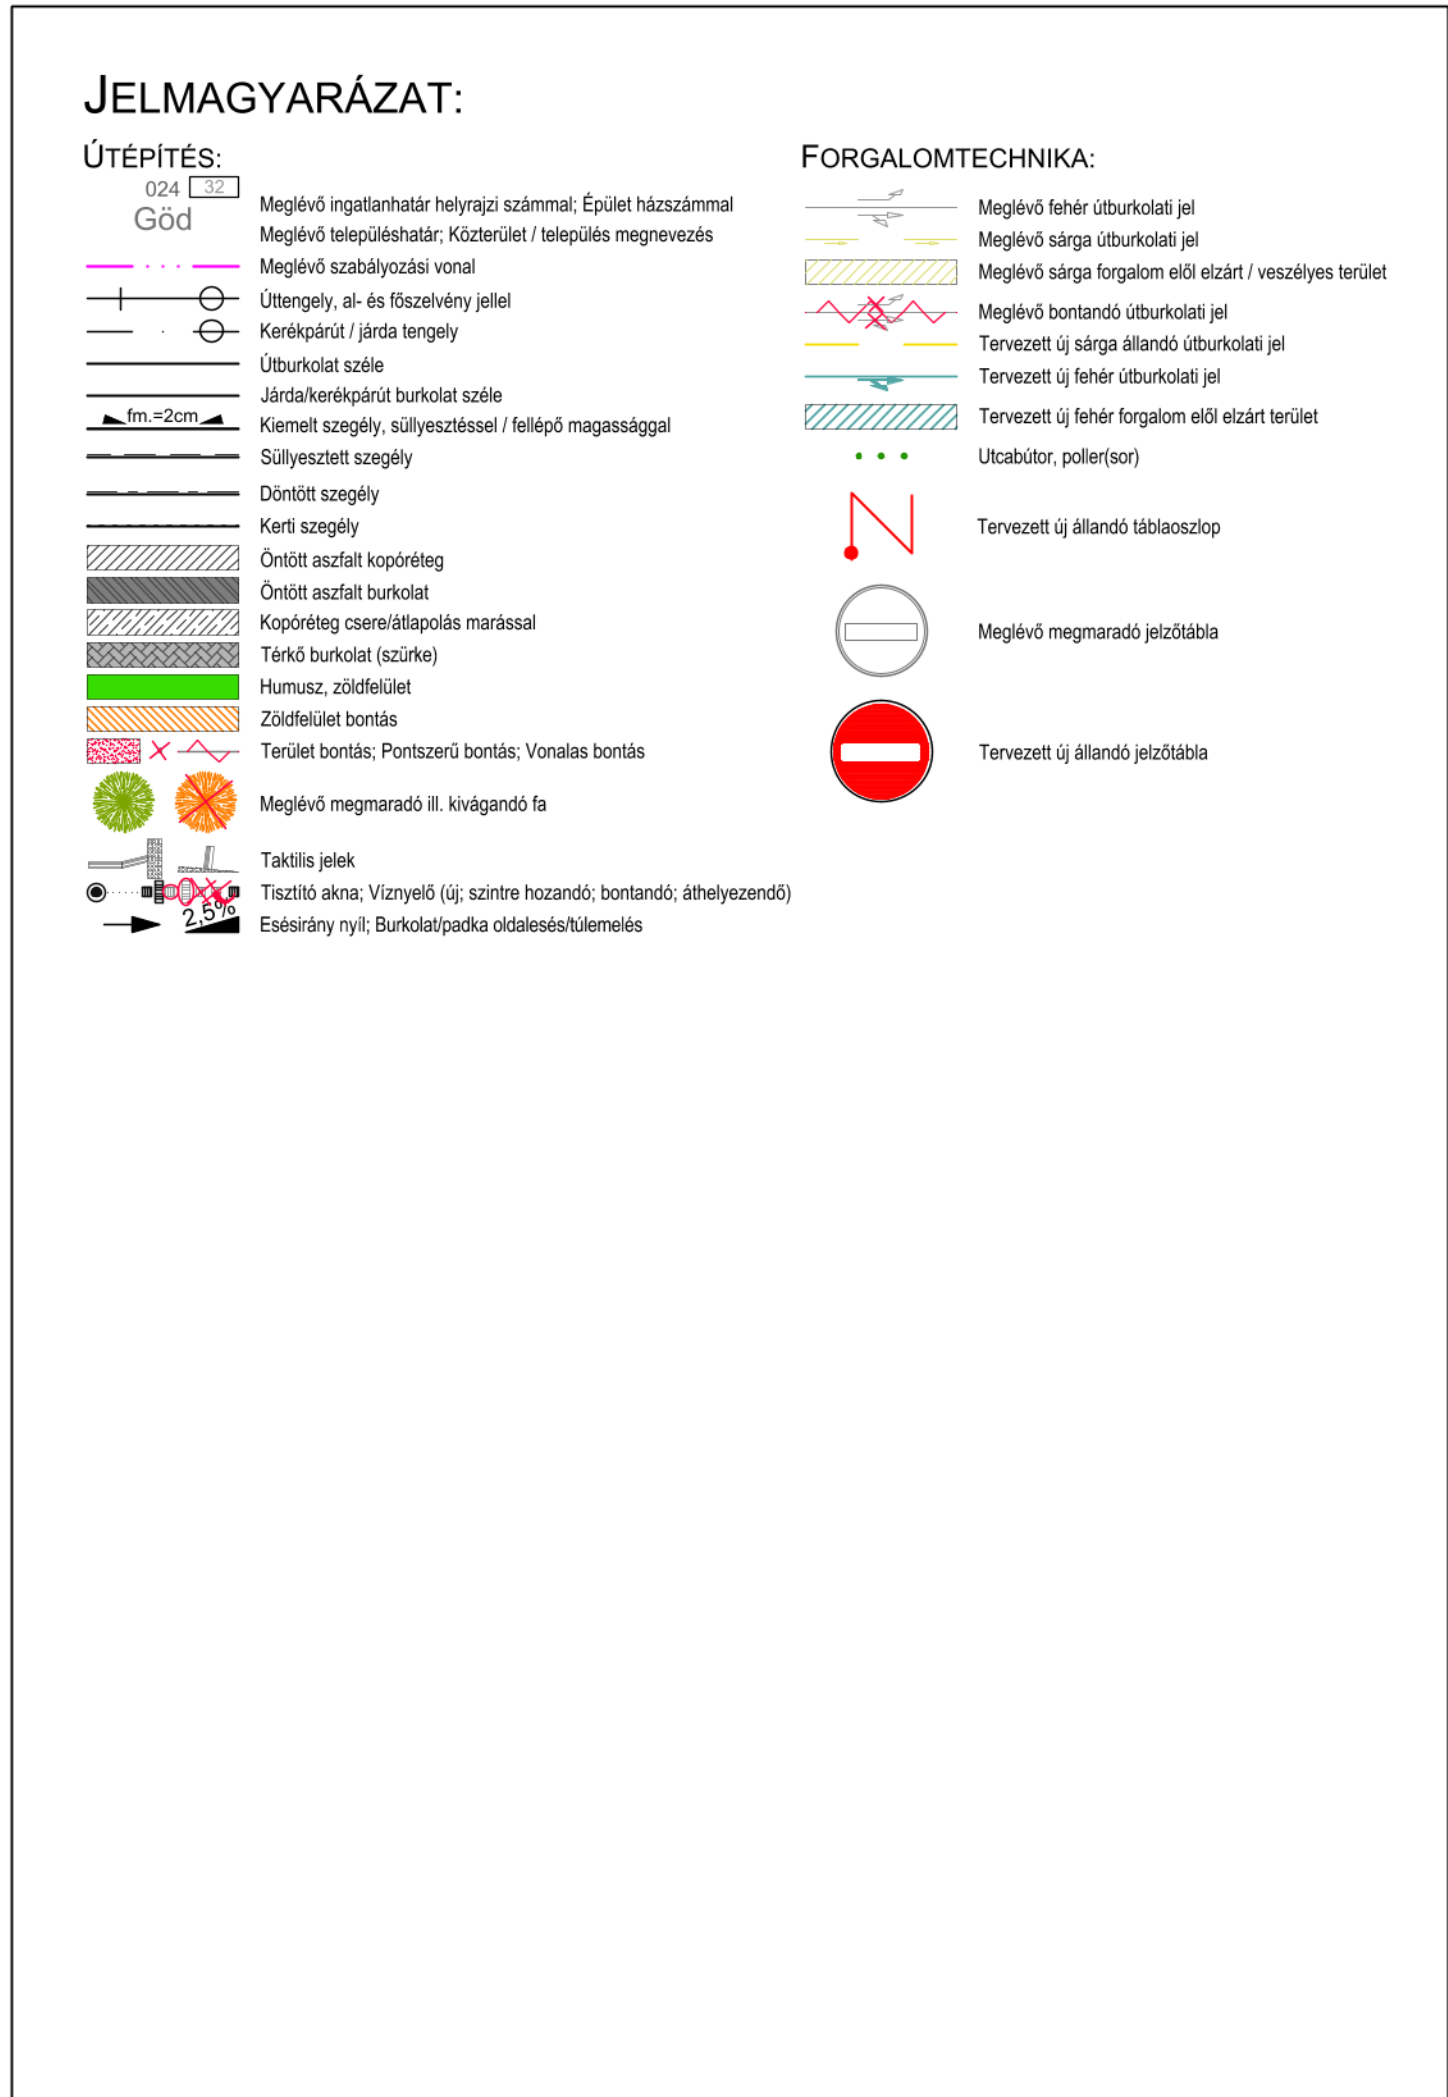 JELMAGYARÁZAT:
ÚTÉPÍTÉS:
024 32
Göd
Meglévő ingatlanhatár helyrajzi számmal; Épület házszámmal
Meglévő településhatár; Közterület / település megnevezés
Meglévő szabályozási vonal
Úttengely, al- és főszelvény jellel
Kerékpárút / járda tengely
Útburkolat széle
Járda/kerékpárút burkolat széle
fm.=2cm
Kiemelt szegély, süllyesztéssel / fellépő magassággal
Süllyesztett szegély
Döntött szegély
Kerti szegély
Öntött aszfalt kopóréteg
Öntött aszfalt burkolat
Kopóréteg csere/átlapolás marással
Térkő burkolat (szürke)
Humusz, zöldfelület
Zöldfelület bontás
Terület bontás; Pontszerű bontás; Vonalas bontás
Meglévő megmaradó ill. kivágandó fa
Taktilis jelek
Tisztító akna; Víznyelő (új; szintre hozandó; bontandó; áthelyezendő)
2,5%
Esésirány nyíl; Burkolat/padka oldalesés/túlemelés
FORGALOMTECHNIKA:
Meglévő fehér útburkolati jel
Meglévő sárga útburkolati jel
Meglévő sárga forgalom elől elzárt / veszélyes terület
Meglévő bontandó útburkolati jel
Tervezett új sárga állandó útburkolati jel
Tervezett új fehér útburkolati jel
Tervezett új fehér forgalom elől elzárt terület
Utcabútor, poller(sor)
Tervezett új állandó táblaoszlop
Meglévő megmaradó jelzőtábla
Tervezett új állandó jelzőtábla